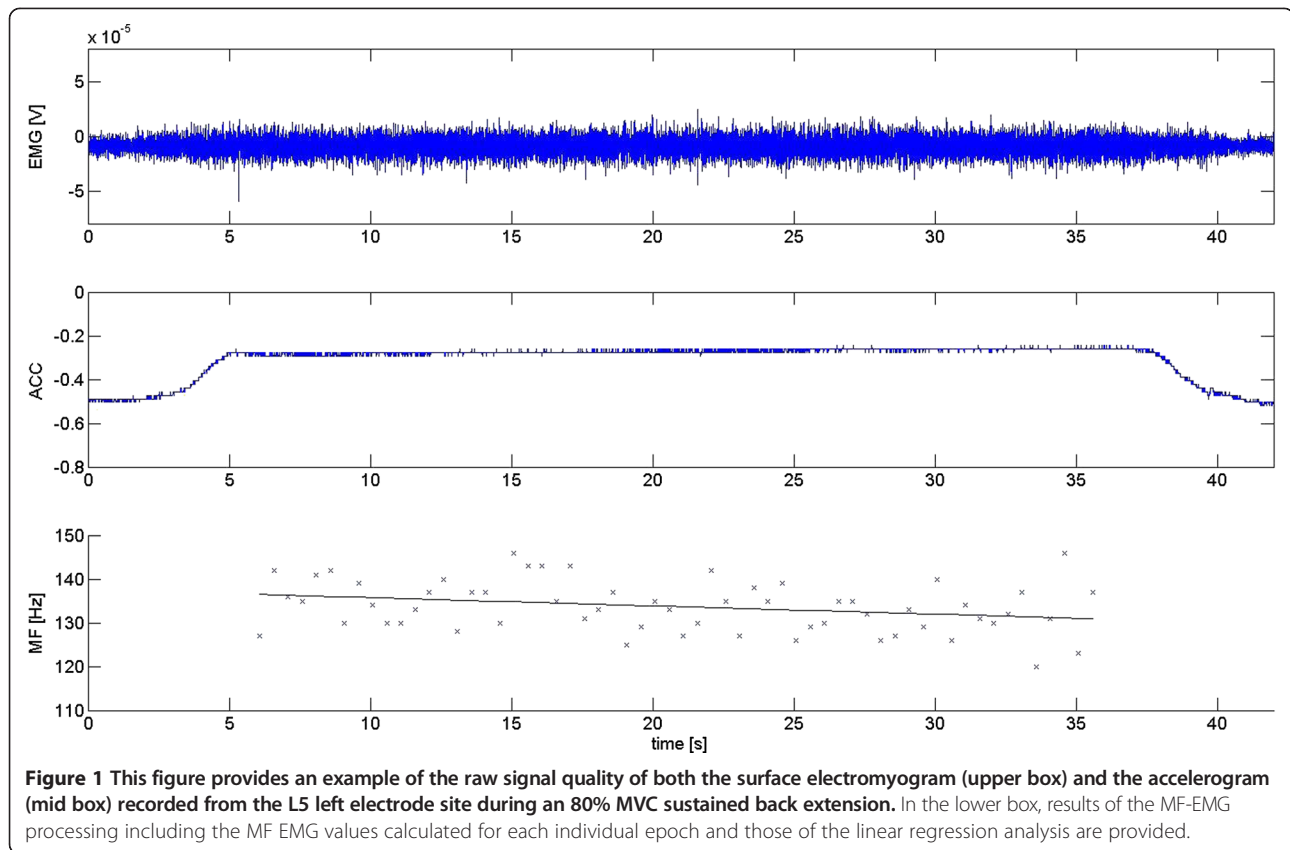 x 10^-5
5
0
-5
EMG [V]
0 5 10 15 20 25 30 35 40
0
-0.2
-0.4
-0.6
-0.8
ACC
0 5 10 15 20 25 30 35 40
150
140
130
120
110
MF [Hz]
0 5 10 15 20 25 30 35 40
time [s]
Figure 1 This figure provides an example of the raw signal quality of both the surface electromyogram (upper box) and the accelerogram
(mid box) recorded from the L5 left electrode site during an 80% MVC sustained back extension. In the lower box, results of the MF-EMG
processing including the MF EMG values calculated for each individual epoch and those of the linear regression analysis are provided.